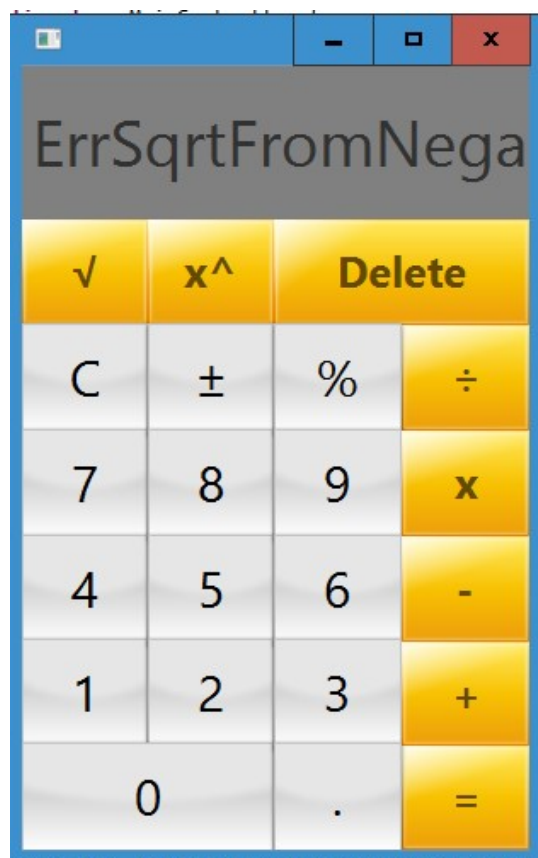 ErrSqrtFromNega
√ x^ Delete
C ± % ÷
7 8 9 x
4 5 6 -
1 2 3 +
0 . =